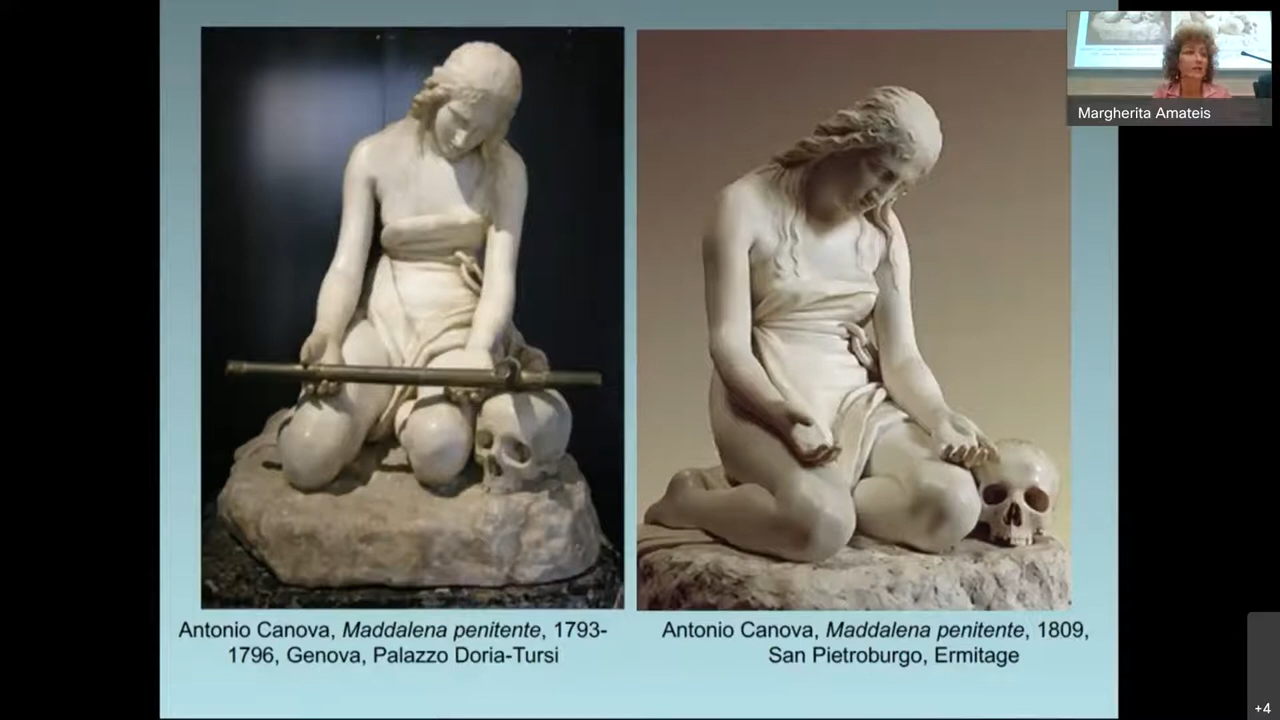 Margherita Amateis
Antonio Canova, Maddalena penitente, 1793-
1796, Genova, Palazzo Doria-Tursi
Antonio Canova, Maddalena penitente, 1809,
San Pietroburgo, Ermitage
+4